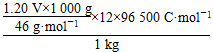 1.20 V×1 000 g
46 g·mol⁻¹ ×12×96 500 C·mol⁻¹
1 kg